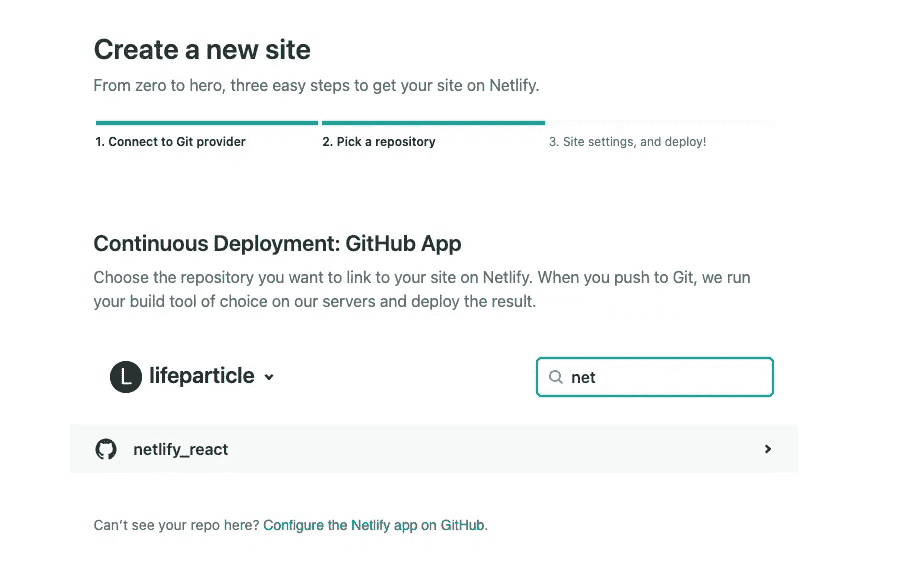 Create a new site
From zero to hero, three easy steps to get your site on Netlify.
1. Connect to Git provider
2. Pick a repository
3. Site settings, and deploy!
Continuous Deployment: GitHub App
Choose the repository you want to link to your site on Netlify. When you push to Git, we run
your build tool of choice on our servers and deploy the result.
L lifeparticle
net
netlify_react
Can't see your repo here? Configure the Netlify app on GitHub.